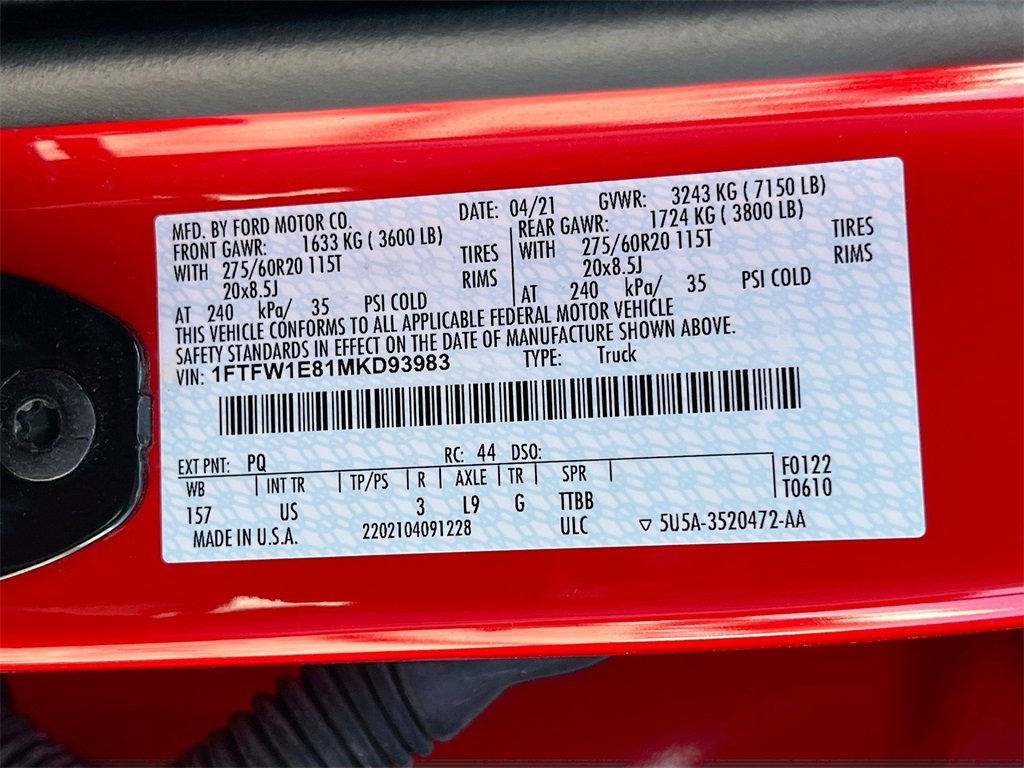 MFD. BY FORD MOTOR CO. DATE: 04/21 GVWR: 3243 KG ( 7150 LB)
FRONT GAWR: 1633 KG ( 3600 LB) REAR GAWR: 1724 KG ( 3800 LB)
WITH 275/60R20 115T TIRES WITH 275/60R20 115T TIRES
20x8.5J RIMS 20x8.5J RIMS
AT 240 kPa/ 35 PSI COLD AT 240 kPa/ 35 PSI COLD
THIS VEHICLE CONFORMS TO ALL APPLICABLE FEDERAL MOTOR VEHICLE
SAFETY STANDARDS IN EFFECT ON THE DATE OF MANUFACTURE SHOWN ABOVE.
VIN: 1FTFW1E81MKD93983 TYPE: Truck
EXT PNT: PQ RC: 44 DSO:
WB INT TR TP/PS R AXLE TR SPR F0122
157 US 3 L9 G TTBB T0610
MADE IN U.S.A. 2202104091228 ULC ▽ 5U5A-3520472-AA